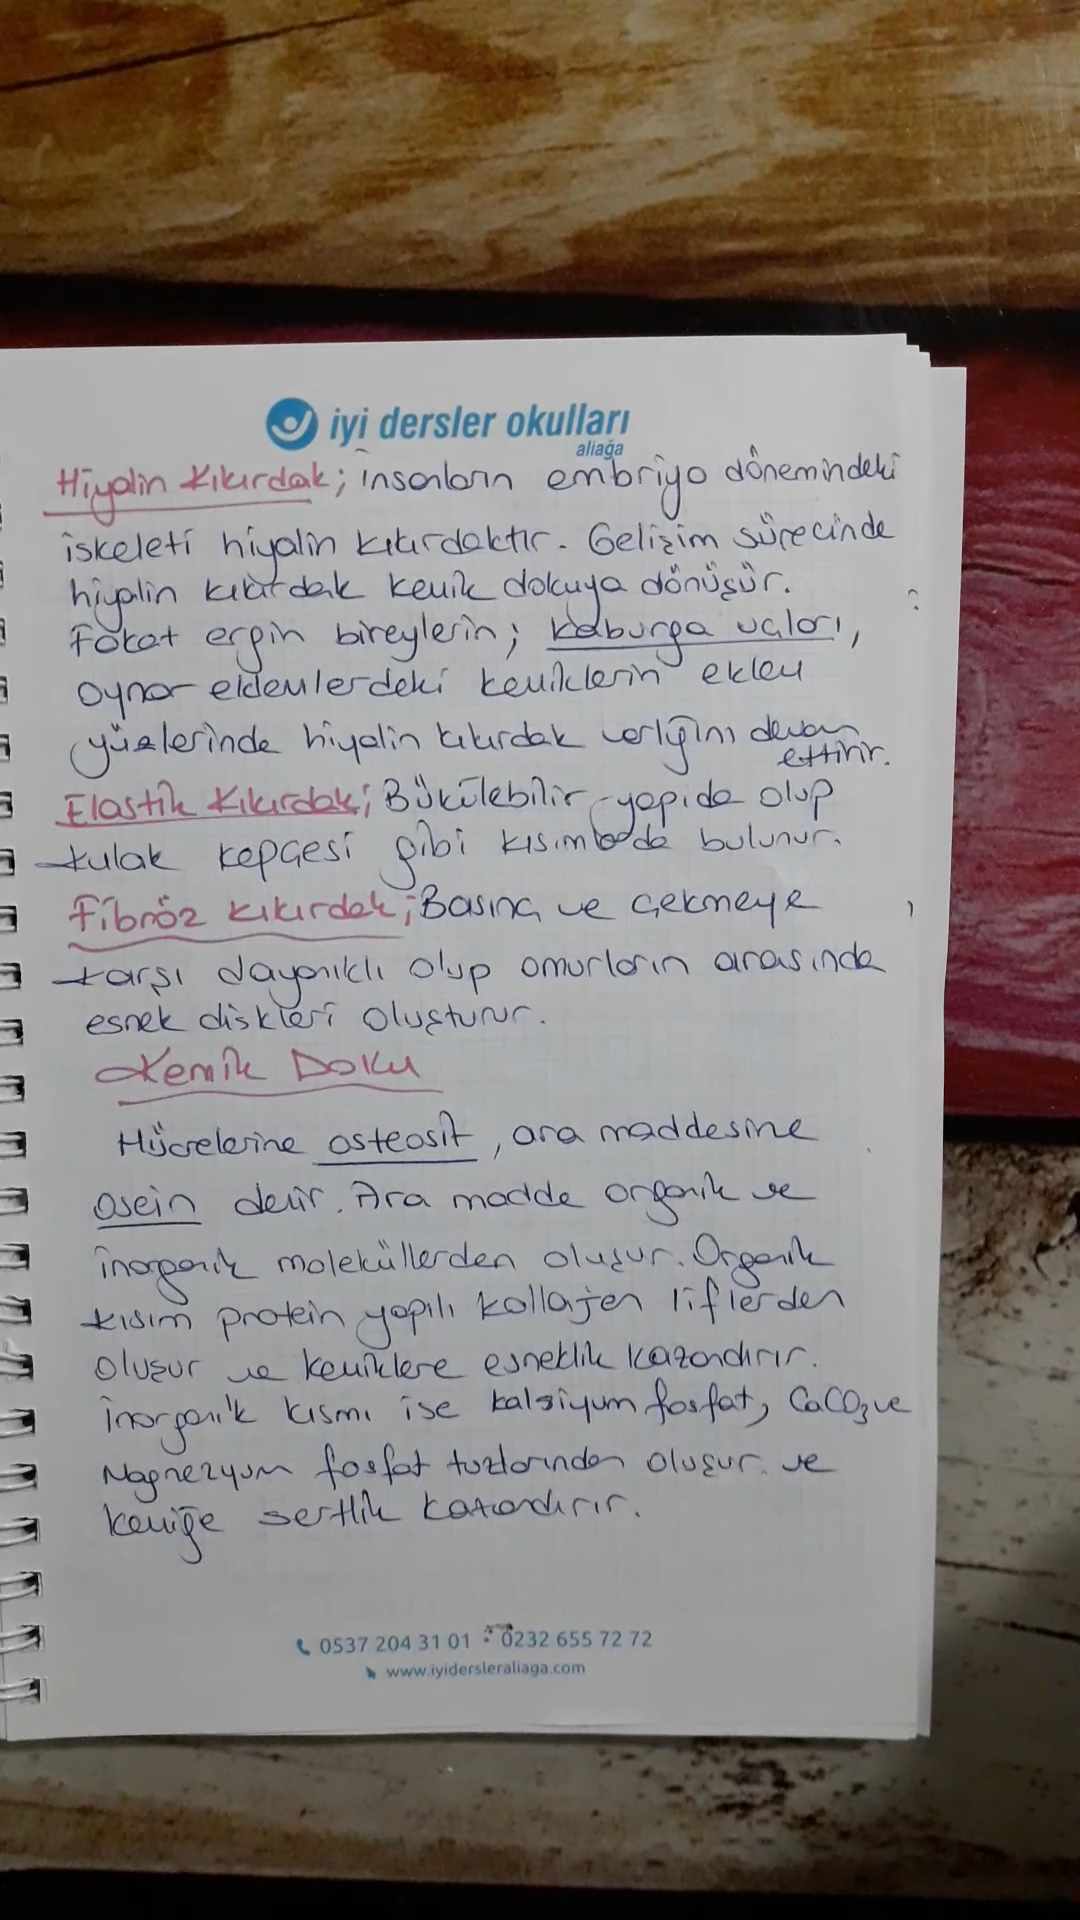 iyi dersler okulları
aliağa
Hiyalin Kıkırdak; insanların embriyo dönemindeki
iskeleti hiyalin kıkırdaktır. Gelişim sürecinde
hiyalin kıkırdak kemik dokuya dönüşür.
Fakat ergin bireylerin; kaburga uçları,
oynar eklemlerdeki kemiklerin eklem
yüzlerinde hiyalin kıkırdak varlığını devam
ettirir.
Elastik Kıkırdak; Bükülebilir yapıda olup
kulak kepçesi gibi kısımlarda bulunur.
Fibröz kıkırdak; Basınç ve çekmeye
karşı dayanıklı olup omurların arasında
esnek diskleri oluşturur.
Kemik Doku
Hücrelerine osteosit, ara maddesine
osein denir. Ara madde organik ve
inorganik moleküllerden oluşur. Organik
kısım protein yapılı kollajen liflerden
oluşur ve kemiklere esneklik kazandırır.
inorganik kısmı ise kalsiyum fosfat, CaCO3 ve
Magnezyum fosfat tuzlarından oluşur. ve
kemiğe sertlik kazandırır.
0537 204 31 01 • 0232 655 72 72
www.iyidersleraliaga.com